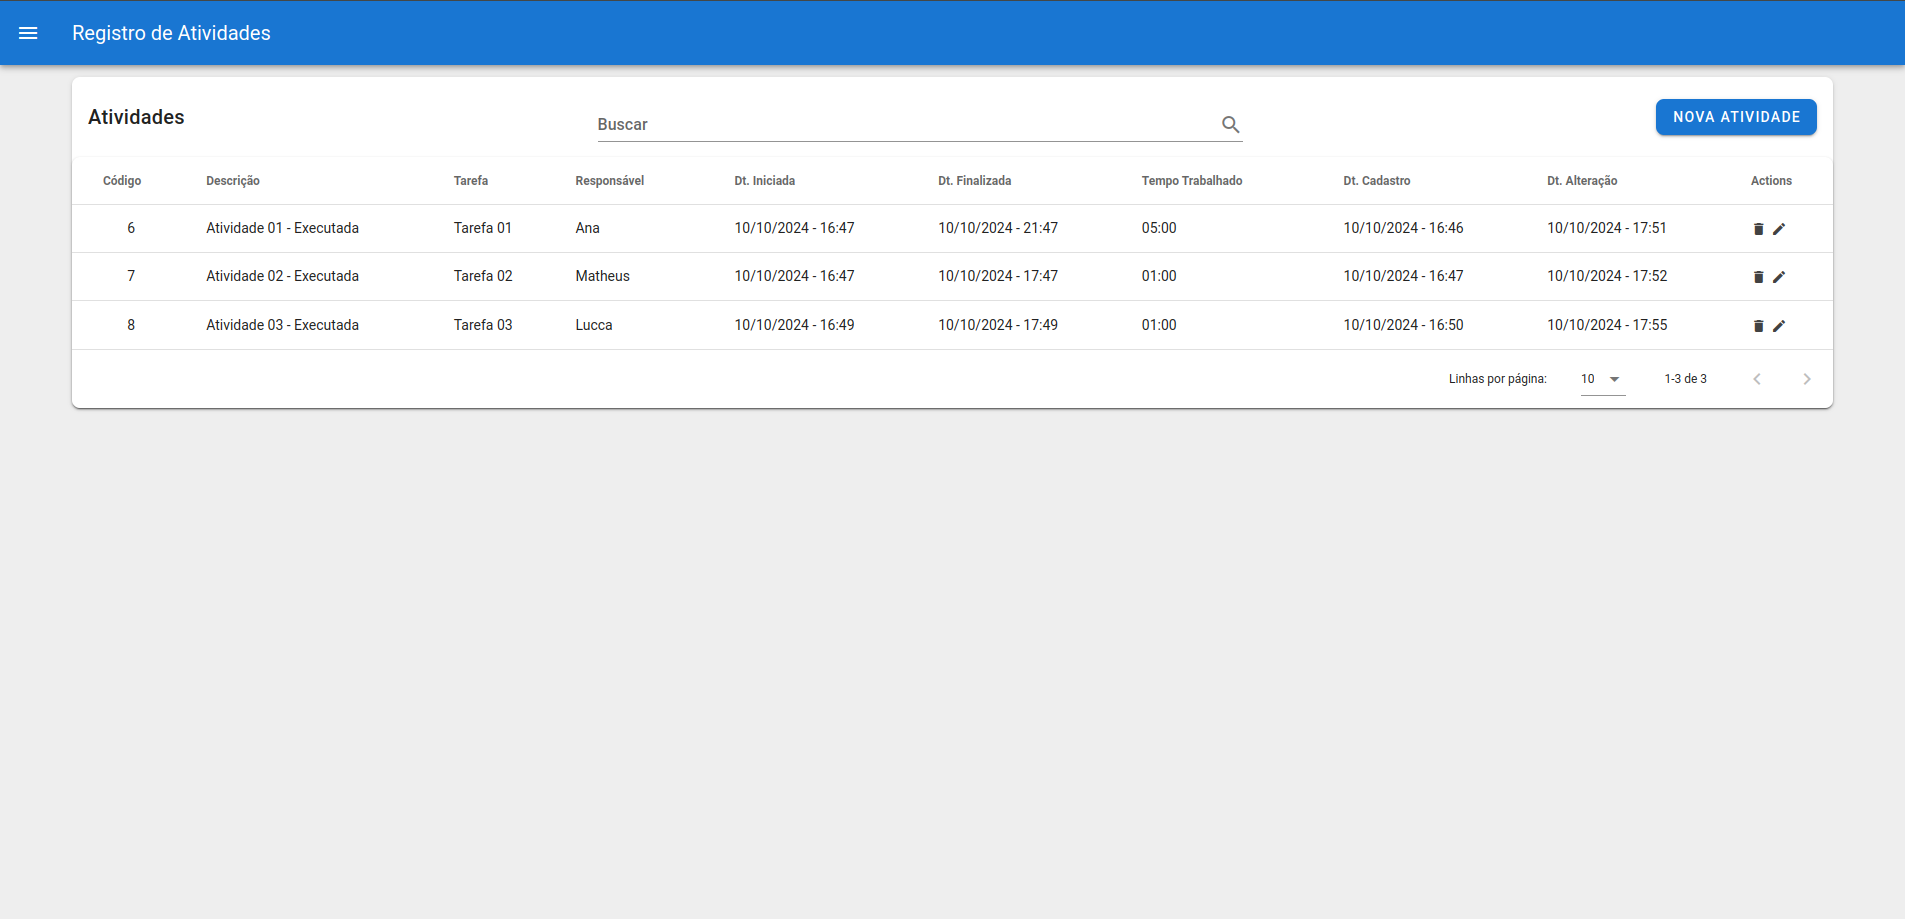 Registro de Atividades
Atividades
Buscar
NOVA ATIVIDADE
Código Descrição Tarefa Responsável Dt. Iniciada Dt. Finalizada Tempo Trabalhado Dt. Cadastro Dt. Alteração Actions
6 Atividade 01 - Executada Tarefa 01 Ana 10/10/2024 - 16:47 10/10/2024 - 21:47 05:00 10/10/2024 - 16:46 10/10/2024 - 17:51
7 Atividade 02 - Executada Tarefa 02 Matheus 10/10/2024 - 16:47 10/10/2024 - 17:47 01:00 10/10/2024 - 16:47 10/10/2024 - 17:52
8 Atividade 03 - Executada Tarefa 03 Lucca 10/10/2024 - 16:49 10/10/2024 - 17:49 01:00 10/10/2024 - 16:50 10/10/2024 - 17:55
Linhas por página: 10 1-3 de 3